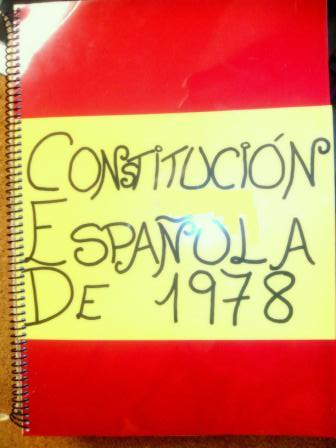 CONSTITUCIÓN
ESPAÑOLA
DE 1978